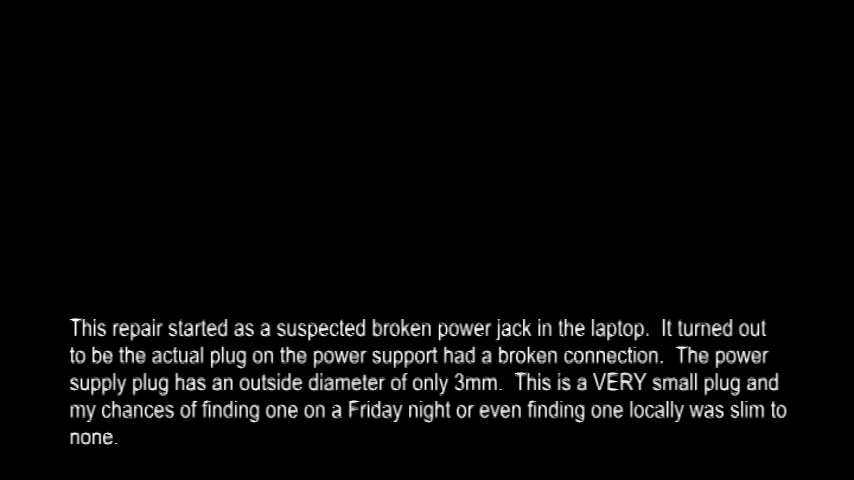 This repair started as a suspected broken power jack in the laptop.  It turned out
to be the actual plug on the power support had a broken connection.  The power
supply plug has an outside diameter of only 3mm.  This is a VERY small plug and
my chances of finding one on a Friday night or even finding one locally was slim to
none.